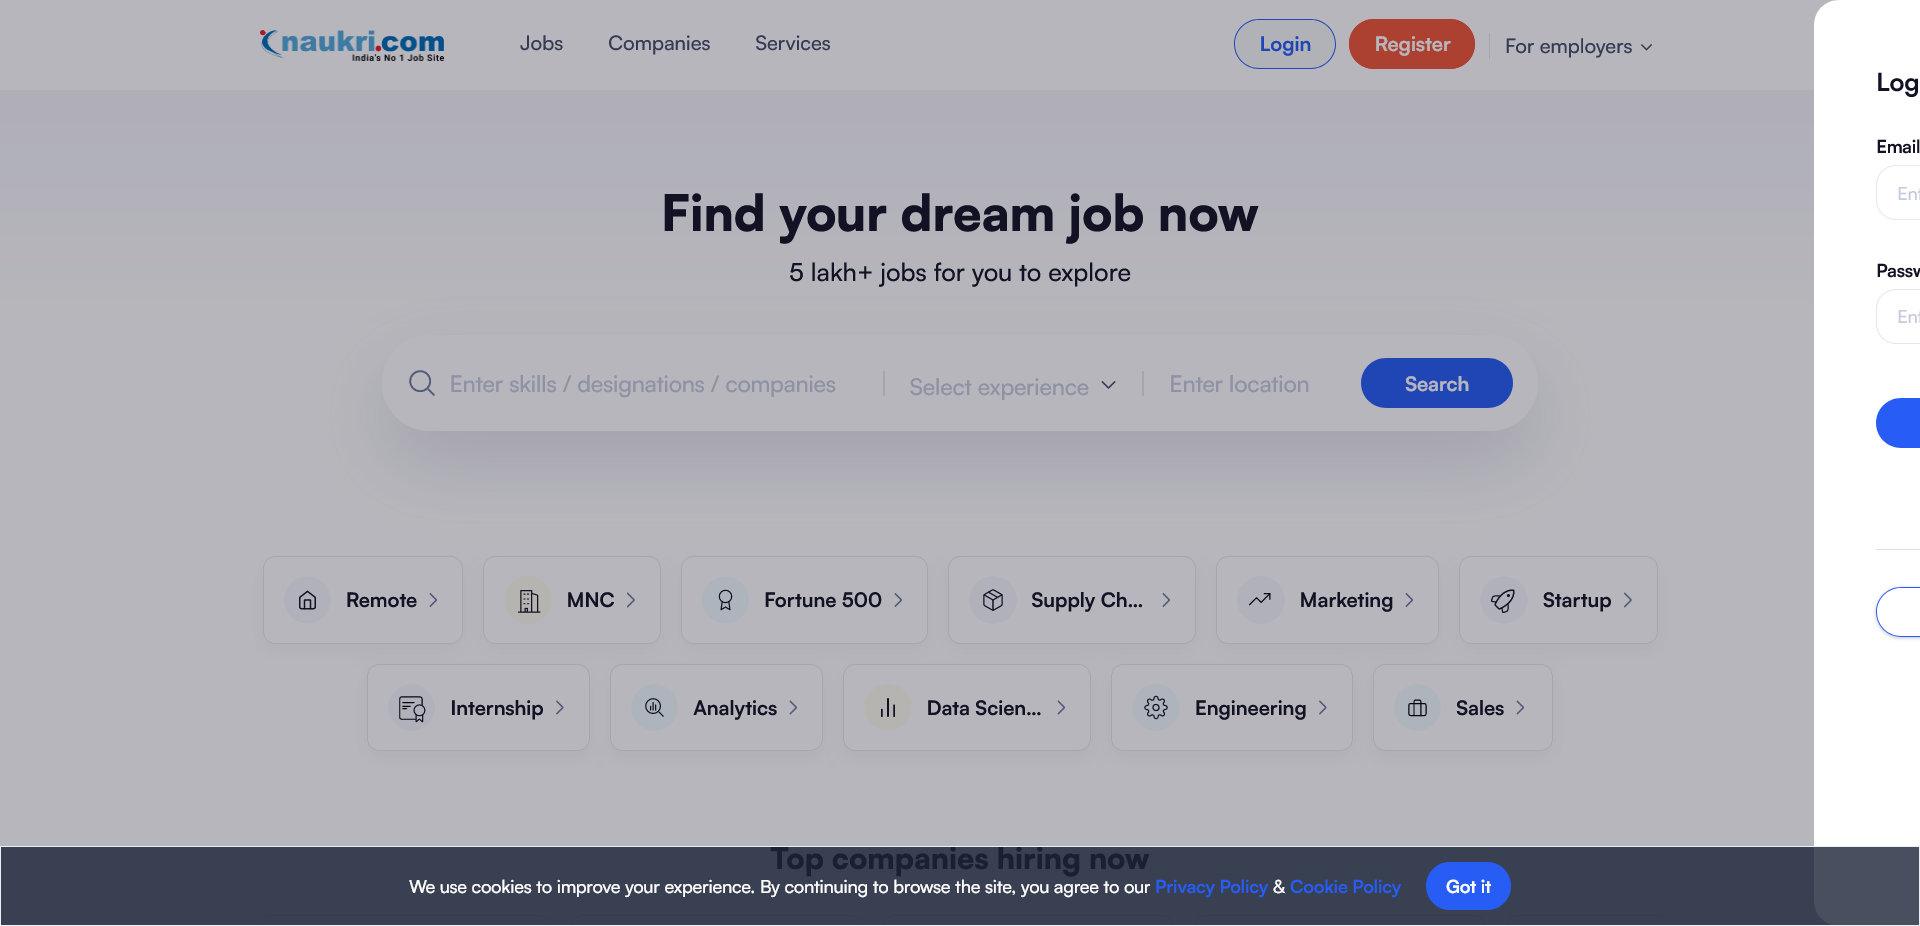 naukri.com
India's No 1 Job Site
Jobs
Companies
Services
Login
Register
For employers
Find your dream job now
5 lakh+ jobs for you to explore
Enter skills / designations / companies
Select experience
Enter location
Search
Remote
MNC
Fortune 500
Supply Ch...
Marketing
Startup
Internship
Analytics
Data Scien...
Engineering
Sales
Top companies hiring now
We use cookies to improve your experience. By continuing to browse the site, you agree to our Privacy Policy & Cookie Policy
Got it
Log
Email
Ent
Passw
Ent